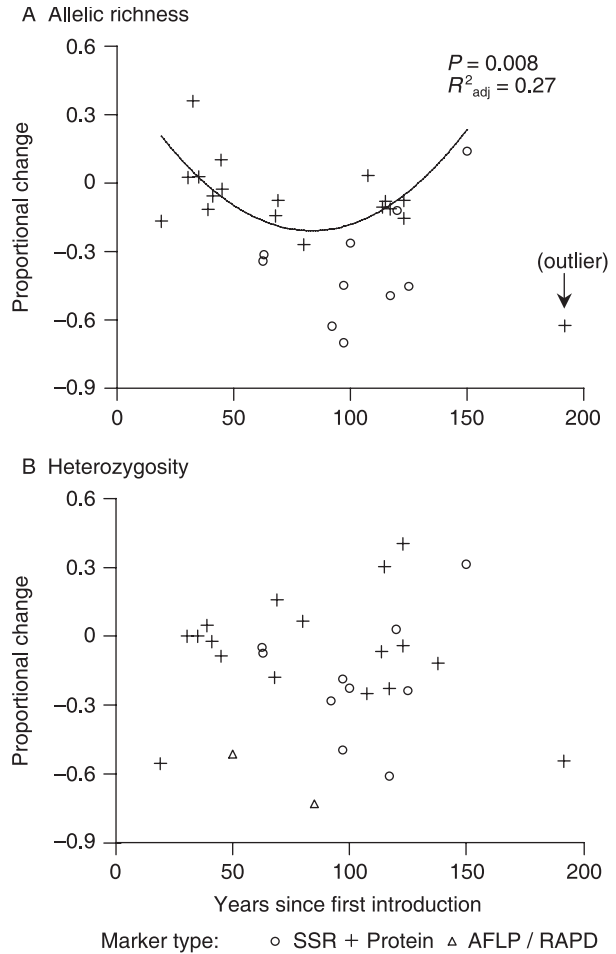 A Allelic richness
0.6
0.3
0
−0.3
−0.6
−0.9
Proportional change
P = 0.008
R²adj = 0.27
(outlier)
0 50 100 150 200
B Heterozygosity
0.6
0.3
0
−0.3
−0.6
−0.9
Proportional change
0 50 100 150 200
Years since first introduction
Marker type: SSR Protein AFLP / RAPD